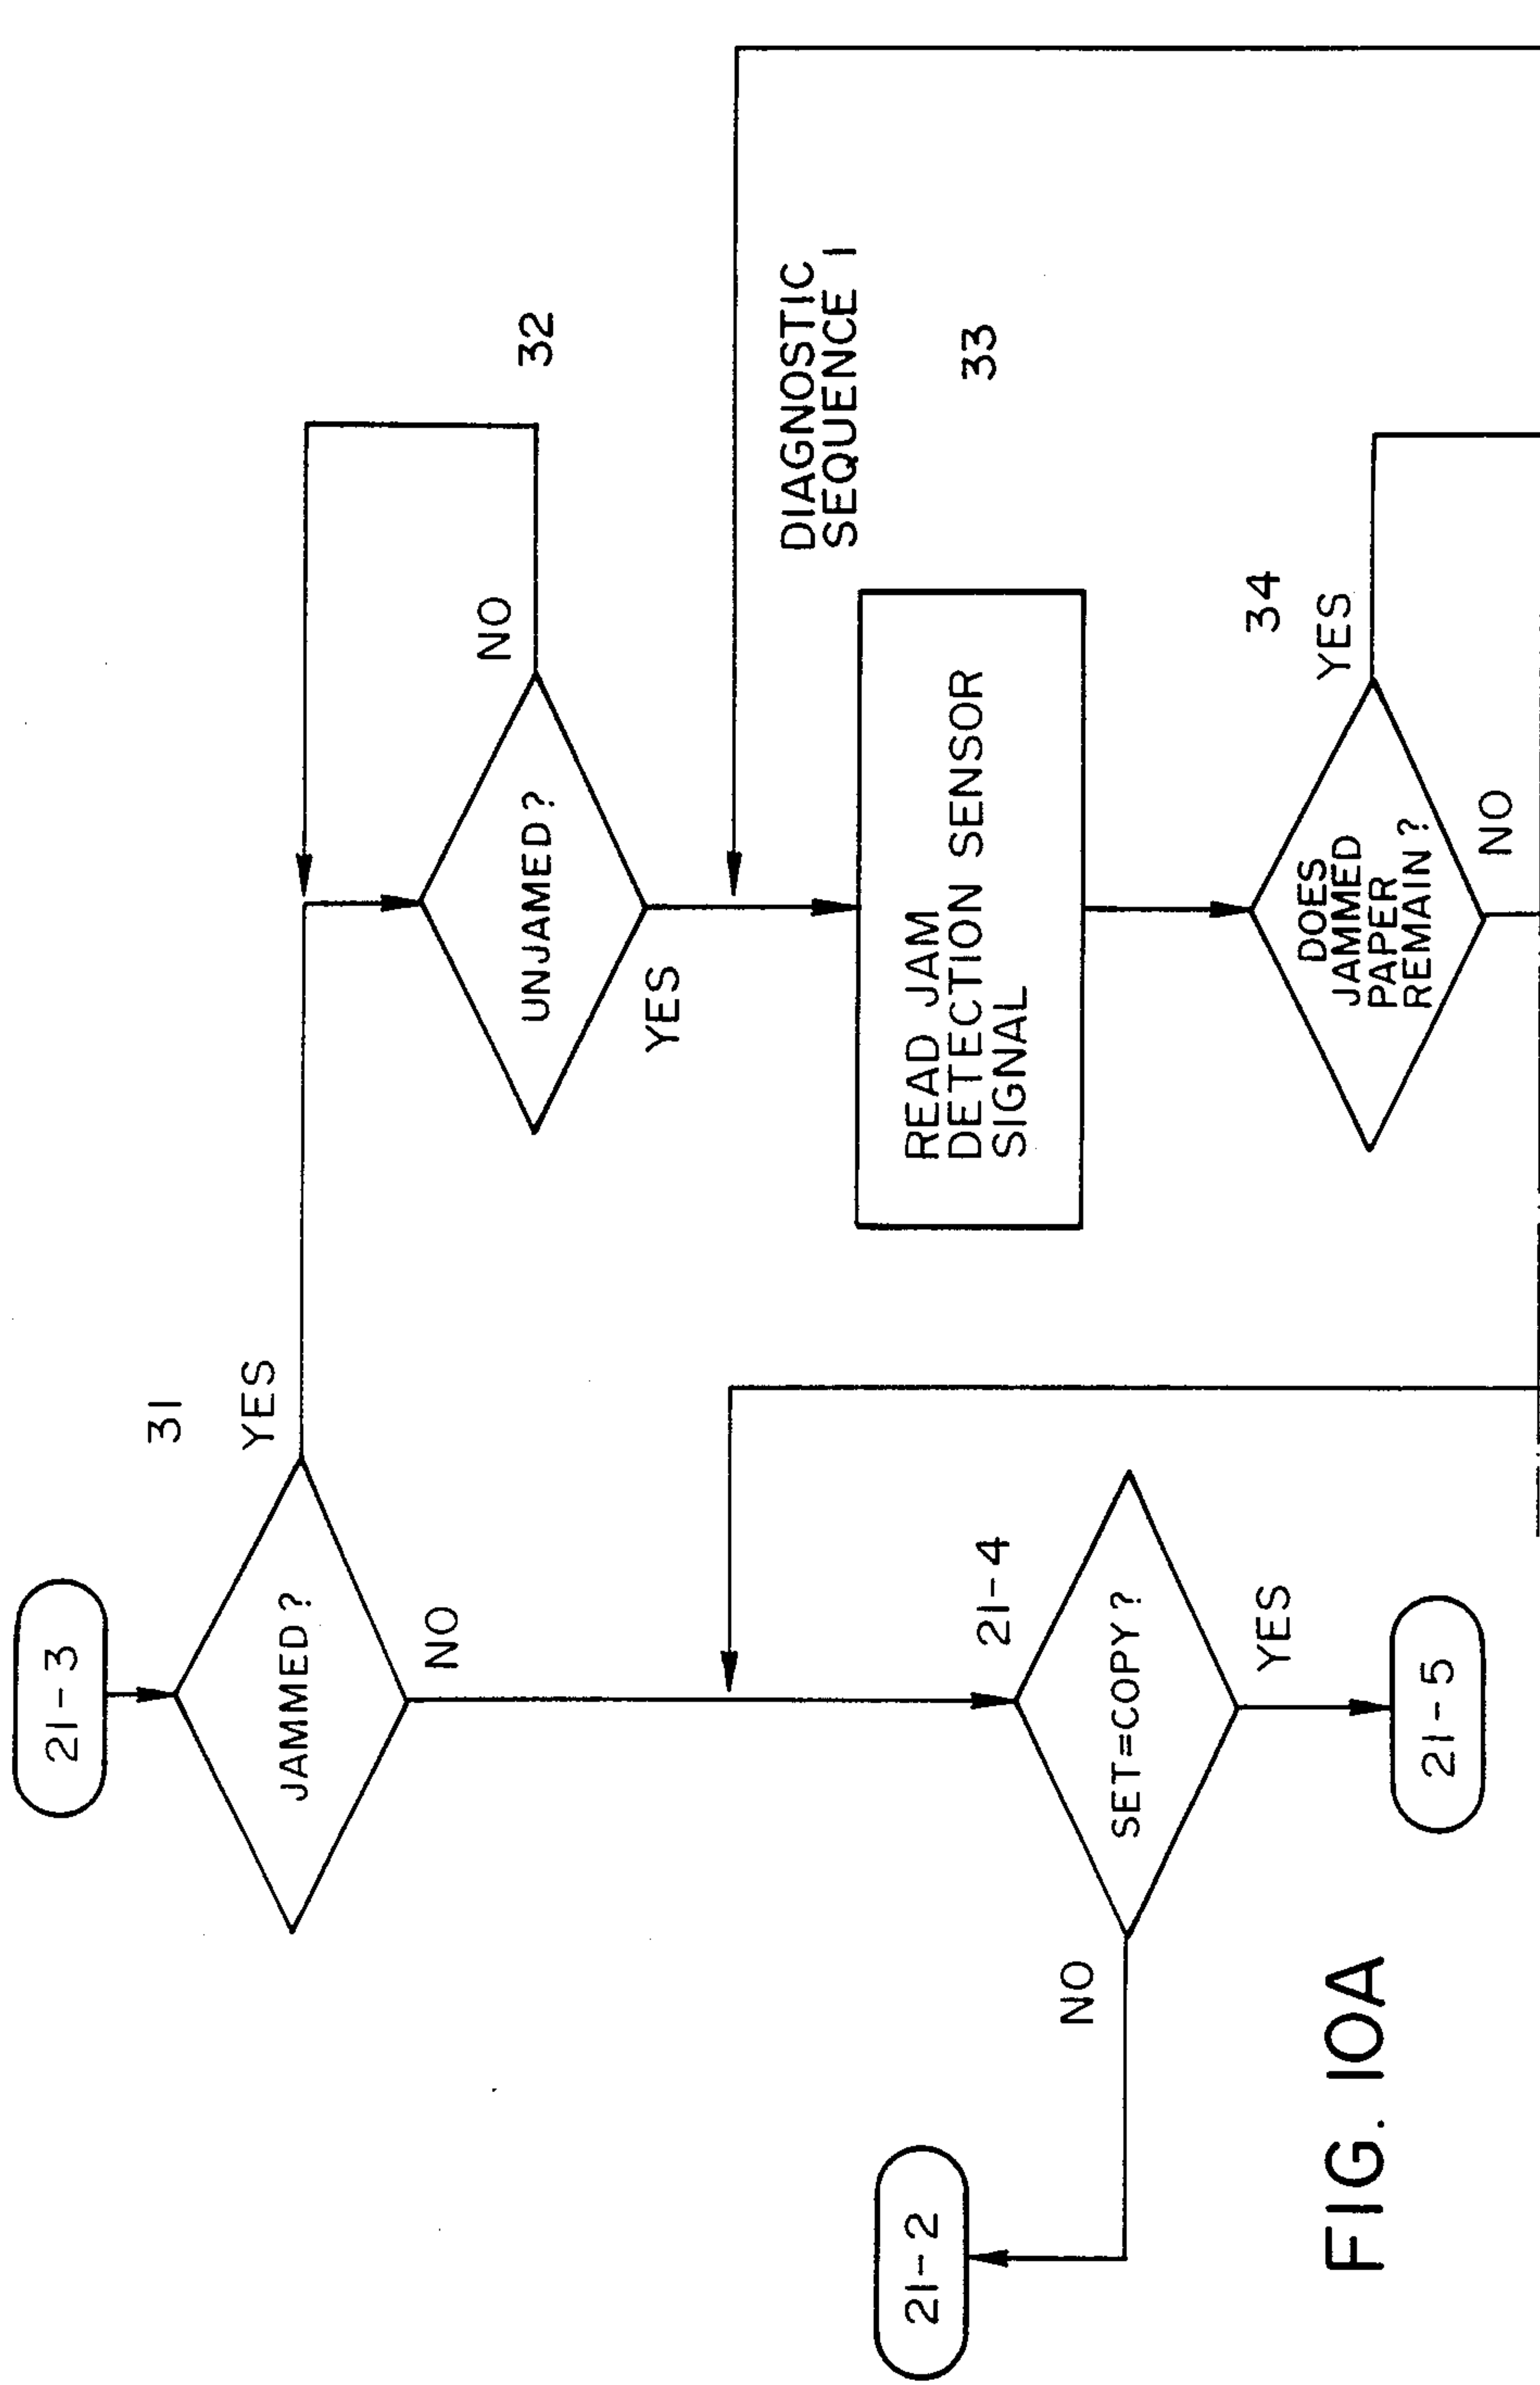 21-3
31
JAMMED?
YES
NO
32
UNJAMED?
NO
YES
DIAGNOSTIC
SEQUENCE 1
33
READ JAM
DETECTION SENSOR
SIGNAL
34
DOES
JAMMED
PAPER
REMAIN?
YES
NO
21-4
SET=COPY?
NO
YES
21-2
21-5
FIG. 10A